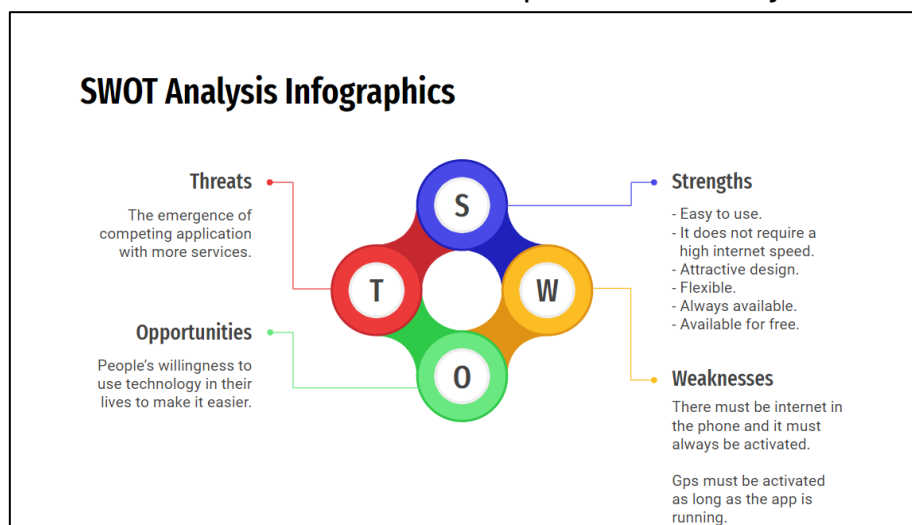 SWOT Analysis Infographics
Threats
The emergence of
competing application
with more services.
Opportunities
People's willingness to
use technology in their
lives to make it easier.
S
T
W
O
Strengths
- Easy to use.
- It does not require a
high internet speed.
- Attractive design.
- Flexible.
- Always available.
- Available for free.
Weaknesses
There must be internet in
the phone and it must
always be activated.
Gps must be activated
as long as the app is
running.